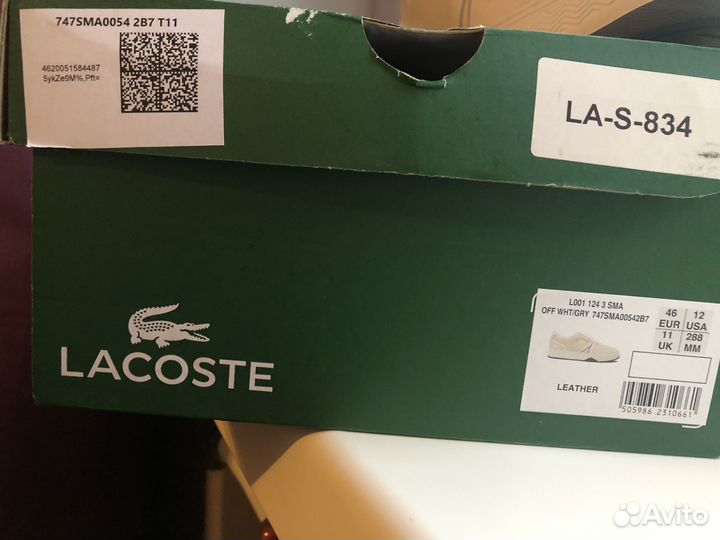 747SMA0054 2B7 T11
4620051584487
5ykZe9M%,Pft=
LA-S-834
LACOSTE
L001 124 3 SMA
OFF WHT/GRY 747SMA00542B7
46 EUR 12 USA
11 UK 288 MM
LEATHER
505986 2310661
Avito